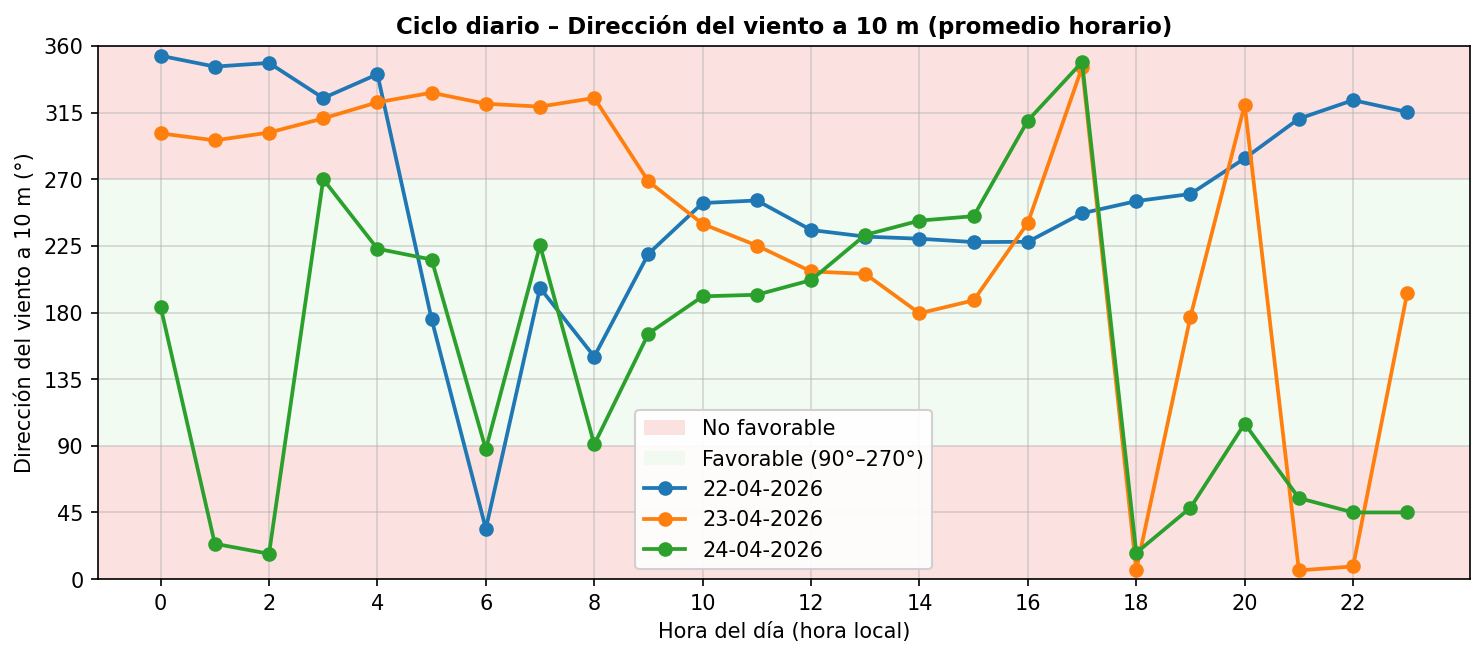 Ciclo diario – Dirección del viento a 10 m (promedio horario)
Dirección del viento a 10 m (°)
360
315
270
225
180
135
90
45
0
No favorable
Favorable (90°–270°)
22-04-2026
23-04-2026
24-04-2026
0 2 4 6 8 10 12 14 16 18 20 22
Hora del día (hora local)